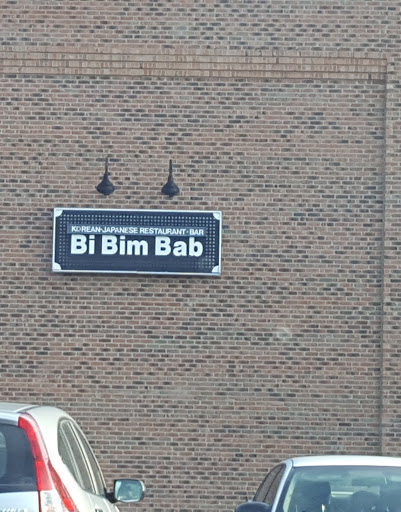 KOREAN-JAPANESE RESTAURANT · BAR
Bi Bim Bab